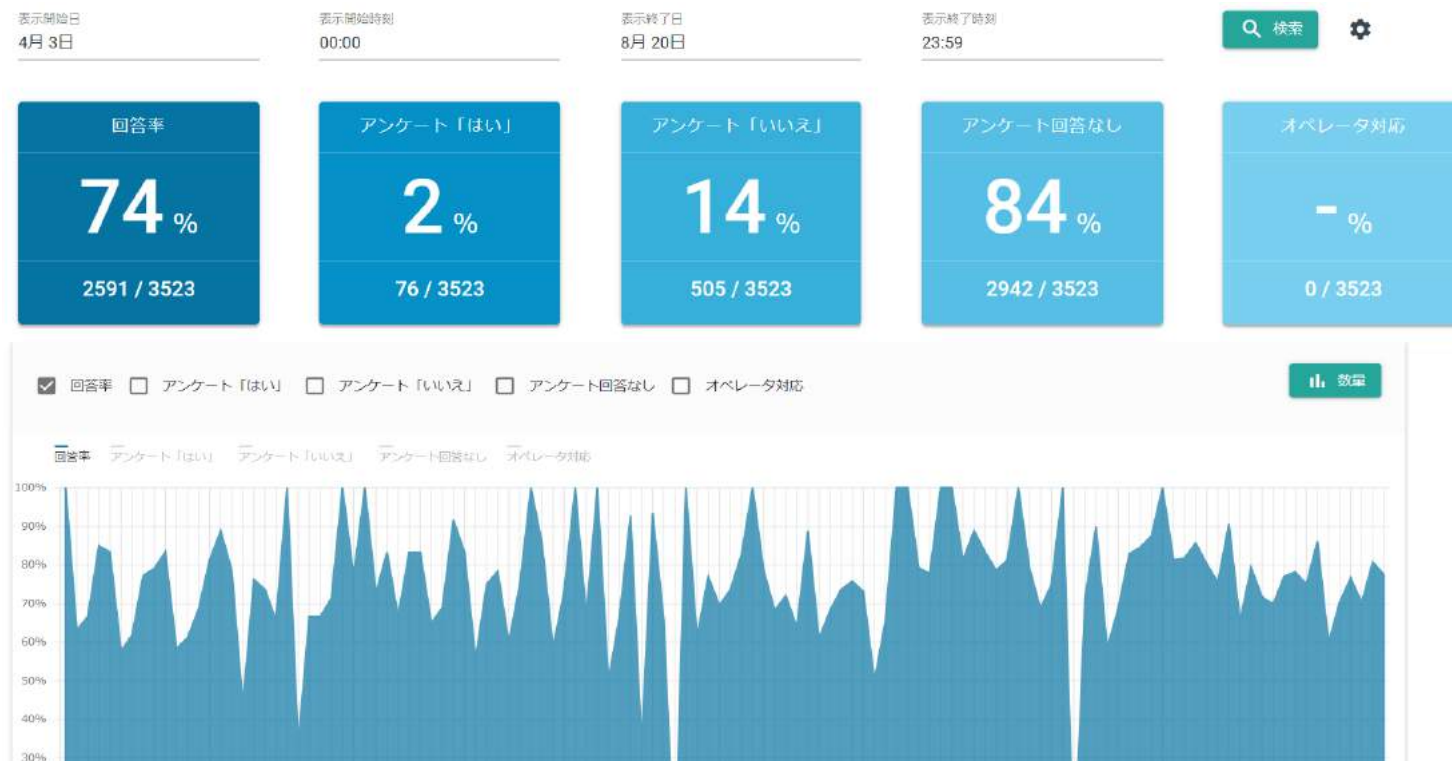 表示開始日 表示開始時刻 表示終了日 表示終了時刻
4月 3日 00:00 8月 20日 23:59 検索
回答率 アンケート「はい」 アンケート「いいえ」 アンケート回答なし オペレータ対応
74 % 2 % 14 % 84 % - %
2591 / 3523 76 / 3523 505 / 3523 2942 / 3523 0 / 3523
回答率 アンケート「はい」 アンケート「いいえ」 アンケート回答なし オペレータ対応 数量
回答率 アンケート「はい」 アンケート「いいえ」 アンケート回答なし オペレータ対応
100%
90%
80%
70%
60%
50%
40%
30%